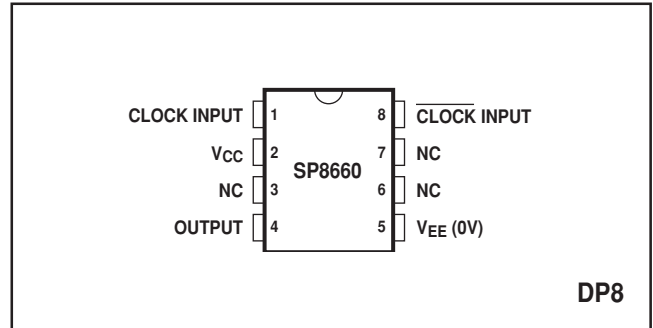 CLOCK INPUT 1 8 CLOCK INPUT
VCC 2 7 NC
SP8660
NC 3 6 NC
OUTPUT 4 5 VEE (0V)
DP8